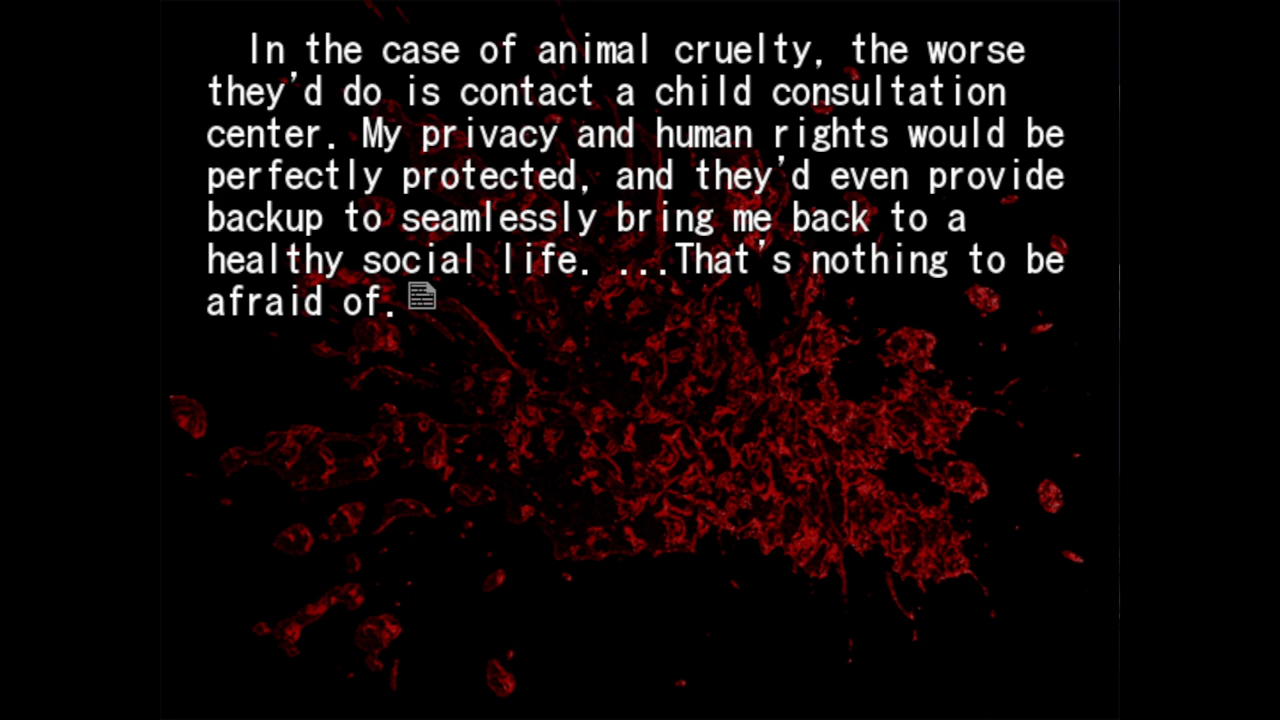 In the case of animal cruelty, the worse
they'd do is contact a child consultation
center. My privacy and human rights would be
perfectly protected, and they'd even provide
backup to seamlessly bring me back to a
healthy social life. ...That's nothing to be
afraid of.